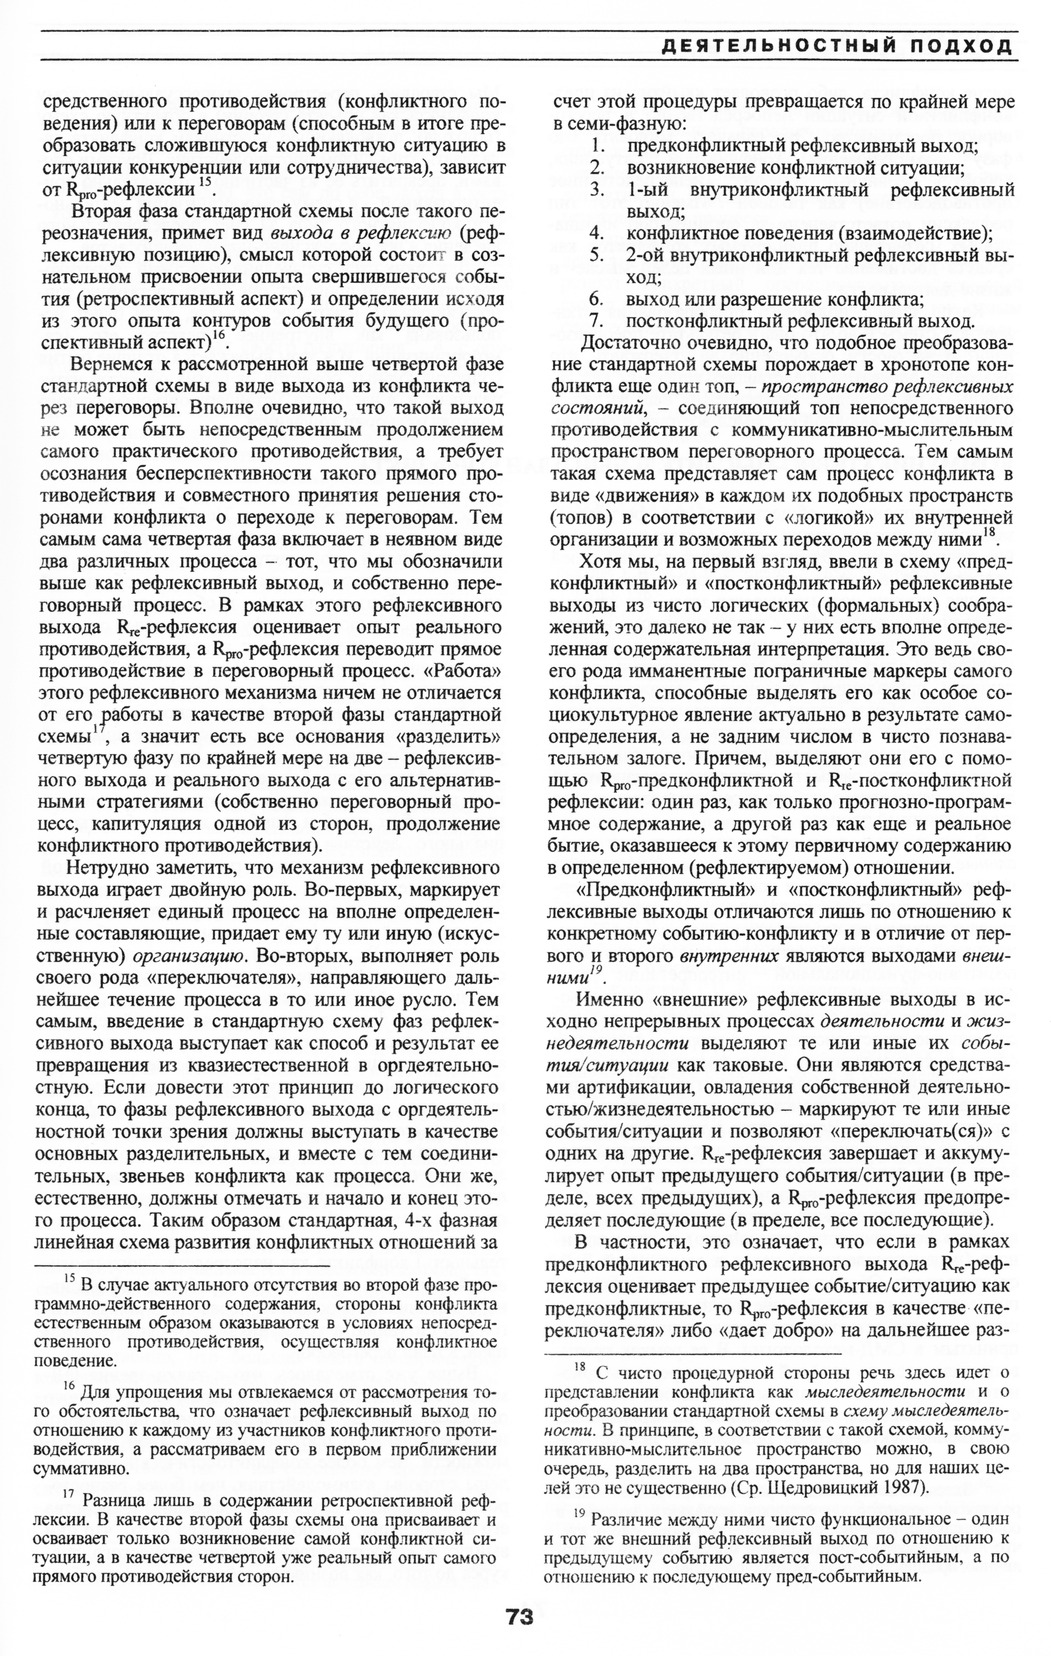 ДЕЯТЕЛЬНОСТНЫЙ ПОДХОД
средственного противодействия (конфликтного по-
ведения) или к переговорам (способным в итоге пре-
образовать сложившуюся конфликтную ситуацию в
ситуации конкуренции или сотрудничества), зависит
от Rpro-рефлексии 15.
Вторая фаза стандартной схемы после такого пе-
реозначения, примет вид выхода в рефлексию (реф-
лексивную позицию), смысл которой состоит в соз-
нательном присвоении опыта свершившегося собы-
тия (ретроспективный аспект) и определении исходя
из этого опыта контуров события будущего (про-
спективный аспект)16.
Вернемся к рассмотренной выше четвертой фазе
стандартной схемы в виде выхода из конфликта че-
рез переговоры. Вполне очевидно, что такой выход
не может быть непосредственным продолжением
самого практического противодействия, а требует
осознания бесперспективности такого прямого про-
тиводействия и совместного принятия решения сто-
ронами конфликта о переходе к переговорам. Тем
самым сама четвертая фаза включает в неявном виде
два различных процесса – тот, что мы обозначили
выше как рефлексивный выход, и собственно пере-
говорный процесс. В рамках этого рефлексивного
выхода Rre-рефлексия оценивает опыт реального
противодействия, а Rpro-рефлексия переводит прямое
противодействие в переговорный процесс. «Работа»
этого рефлексивного механизма ничем не отличается
от его работы в качестве второй фазы стандартной
схемы17, а значит есть все основания «разделить»
четвертую фазу по крайней мере на две – рефлексив-
ного выхода и реального выхода с его альтернатив-
ными стратегиями (собственно переговорный про-
цесс, капитуляция одной из сторон, продолжение
конфликтного противодействия).
Нетрудно заметить, что механизм рефлексивного
выхода играет двойную роль. Во-первых, маркирует
и расчленяет единый процесс на вполне определен-
ные составляющие, придает ему ту или иную (искус-
ственную) организацию. Во-вторых, выполняет роль
своего рода «переключателя», направляющего даль-
нейшее течение процесса в то или иное русло. Тем
самым, введение в стандартную схему фаз рефлек-
сивного выхода выступает как способ и результат ее
превращения из квазиестественной в оргдеятельно-
стную. Если довести этот принцип до логического
конца, то фазы рефлексивного выхода с оргдеятель-
ностной точки зрения должны выступать в качестве
основных разделительных, и вместе с тем соедини-
тельных, звеньев конфликта как процесса. Они же,
естественно, должны отмечать и начало и конец это-
го процесса. Таким образом стандартная, 4-х фазная
линейная схема развития конфликтных отношений за
15 В случае актуального отсутствия во второй фазе про-
граммно-действенного содержания, стороны конфликта
естественным образом оказываются в условиях непосред-
ственного противодействия, осуществляя конфликтное
поведение.
16 Для упрощения мы отвлекаемся от рассмотрения то-
го обстоятельства, что означает рефлексивный выход по
отношению к каждому из участников конфликтного проти-
водействия, а рассматриваем его в первом приближении
суммативно.
17 Разница лишь в содержании ретроспективной реф-
лексии. В качестве второй фазы схемы она присваивает и
осваивает только возникновение самой конфликтной си-
туации, а в качестве четвертой уже реальный опыт самого
прямого противодействия сторон.
счет этой процедуры превращается по крайней мере
в семи-фазную:
1. предконфликтный рефлексивный выход;
2. возникновение конфликтной ситуации;
3. 1-ый внутриконфликтный рефлексивный
выход;
4. конфликтное поведения (взаимодействие);
5. 2-ой внутриконфликтный рефлексивный вы-
ход;
6. выход или разрешение конфликта;
7. постконфликтный рефлексивный выход.
Достаточно очевидно, что подобное преобразова-
ние стандартной схемы порождает в хронотопе кон-
фликта еще один топ, – пространство рефлексивных
состояний, – соединяющий топ непосредственного
противодействия с коммуникативно-мыслительным
пространством переговорного процесса. Тем самым
такая схема представляет сам процесс конфликта в
виде «движения» в каждом их подобных пространств
(топов) в соответствии с «логикой» их внутренней
организации и возможных переходов между ними18.
Хотя мы, на первый взгляд, ввели в схему «пред-
конфликтный» и «постконфликтный» рефлексивные
выходы из чисто логических (формальных) сообра-
жений, это далеко не так – у них есть вполне опреде-
ленная содержательная интерпретация. Это ведь сво-
его рода имманентные пограничные маркеры самого
конфликта, способные выделять его как особое со-
циокультурное явление актуально в результате само-
определения, а не задним числом в чисто познава-
тельном залоге. Причем, выделяют они его с помо-
щью Rpro-предконфликтной и Rre-постконфликтной
рефлексии: один раз, как только прогнозно-програм-
мное содержание, а другой раз как еще и реальное
бытие, оказавшееся к этому первичному содержанию
в определенном (рефлектируемом) отношении.
«Предконфликтный» и «постконфликтный» реф-
лексивные выходы отличаются лишь по отношению к
конкретному событию-конфликту и в отличие от пер-
вого и второго внутренних являются выходами внеш-
ними19.
Именно «внешние» рефлексивные выходы в ис-
ходно непрерывных процессах деятельности и жиз-
недеятельности выделяют те или иные их собы-
тия/ситуации как таковые. Они являются средства-
ми артификации, овладения собственной деятельно-
стью/жизнедеятельностью – маркируют те или иные
события/ситуации и позволяют «переключать(ся)» с
одних на другие. Rre-рефлексия завершает и аккуму-
лирует опыт предыдущего события/ситуации (в пре-
деле, всех предыдущих), а Rpro-рефлексия предопре-
деляет последующие (в пределе, все последующие).
В частности, это означает, что если в рамках
предконфликтного рефлексивного выхода Rre-реф-
лексия оценивает предыдущее событие/ситуацию как
предконфликтные, то Rpro-рефлексия в качестве «пе-
реключателя» либо «дает добро» на дальнейшее раз-
18 С чисто процедурной стороны речь здесь идет о
представлении конфликта как мыследеятельности и о
преобразовании стандартной схемы в схему мыследеятель-
ности. В принципе, в соответствии с такой схемой, комму-
никативно-мыслительное пространство можно, в свою
очередь, разделить на два пространства, но для наших це-
лей это не существенно (Ср. Щедровицкий 1987).
19 Различие между ними чисто функциональное – один
и тот же внешний рефлексивный выход по отношению к
предыдущему событию является пост-событийным, а по
отношению к последующему пред-событийным.
73